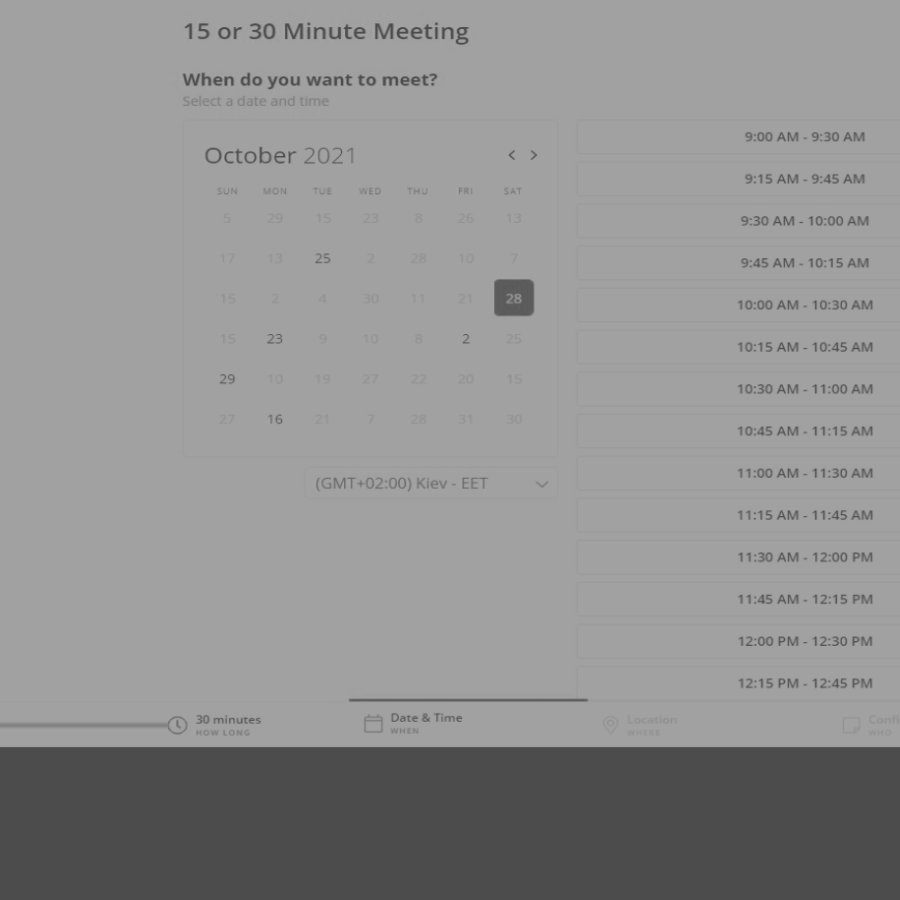 15 or 30 Minute Meeting
When do you want to meet?
Select a date and time
October 2021 < >
SUN MON TUE WED THU FRI SAT
5 29 15 23 8 26 13
17 13 25 2 28 10 7
15 2 4 30 11 21 28
15 23 9 10 8 2 25
29 10 19 27 22 20 15
27 16 21 7 28 31 30
(GMT+02:00) Kiev - EET
9:00 AM - 9:30 AM
9:15 AM - 9:45 AM
9:30 AM - 10:00 AM
9:45 AM - 10:15 AM
10:00 AM - 10:30 AM
10:15 AM - 10:45 AM
10:30 AM - 11:00 AM
10:45 AM - 11:15 AM
11:00 AM - 11:30 AM
11:15 AM - 11:45 AM
11:30 AM - 12:00 PM
11:45 AM - 12:15 PM
12:00 PM - 12:30 PM
12:15 PM - 12:45 PM
30 minutes
HOW LONG
Date & Time
WHEN
Location
WHERE
Confi
WHO